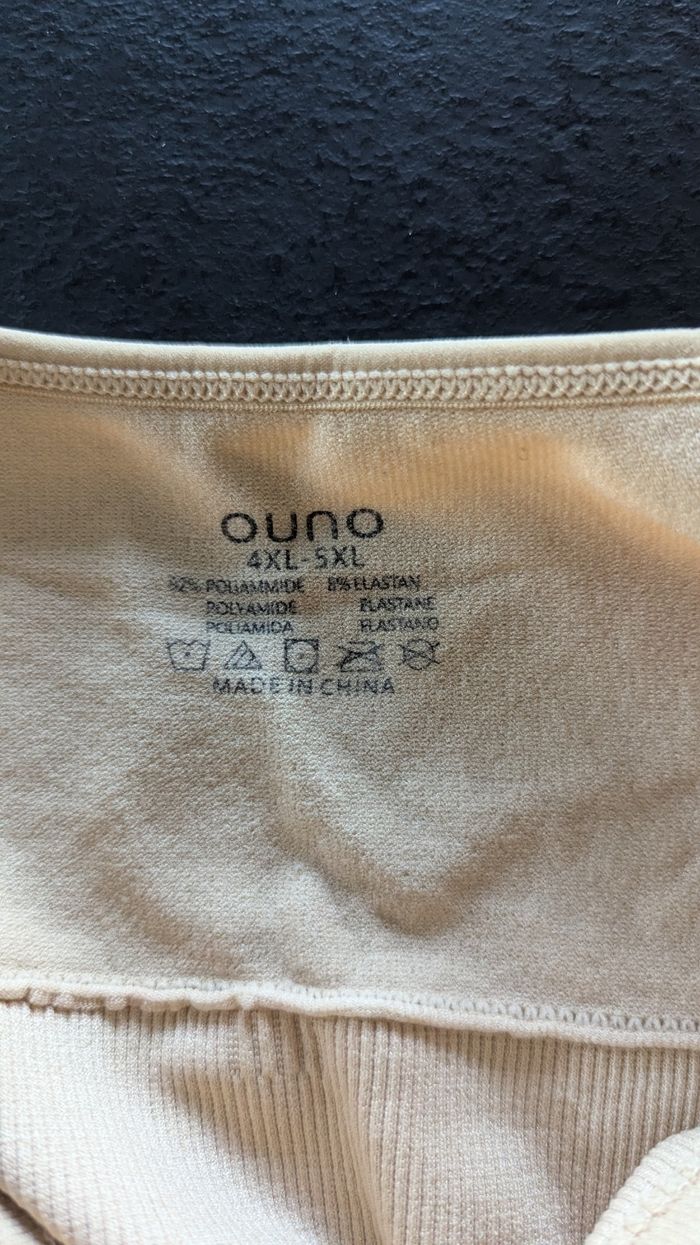 ouno
4XL-5XL
92% POLIAMMIDE 8% ELASTAN
POLYAMIDE ELASTANE
POLIAMIDA ELASTANO
MADE IN CHINA